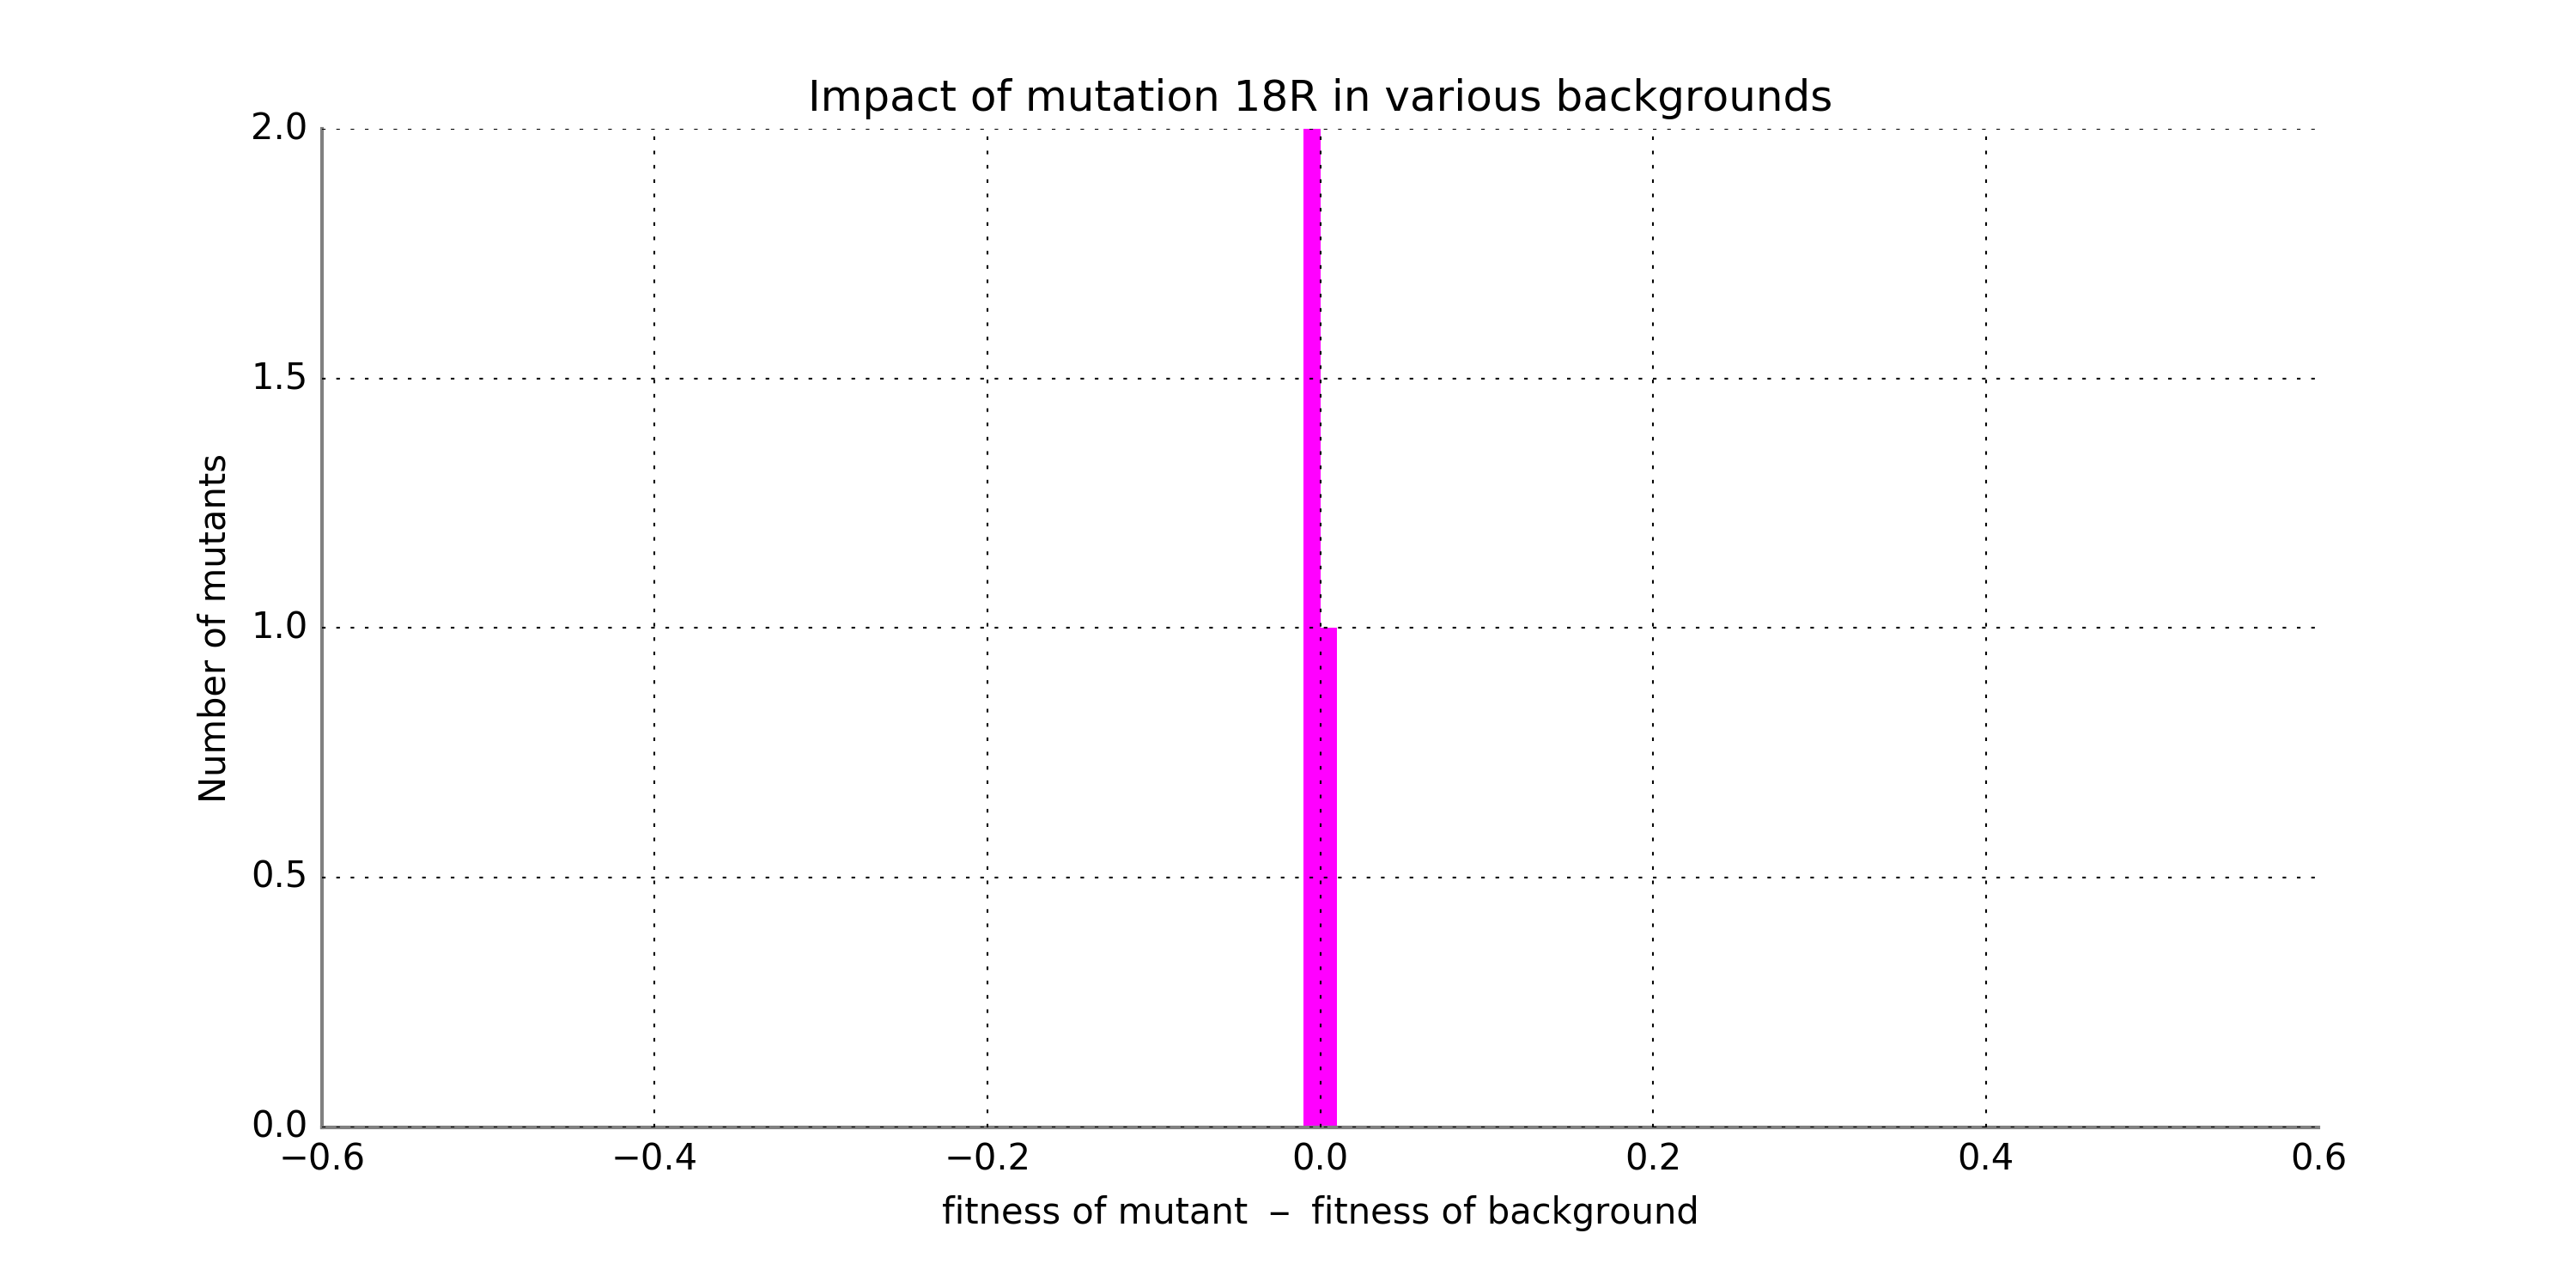 Impact of mutation 18R in various backgrounds
2.0
1.5
1.0
0.5
0.0
Number of mutants
−0.6 −0.4 −0.2 0.0 0.2 0.4 0.6
fitness of mutant − fitness of background